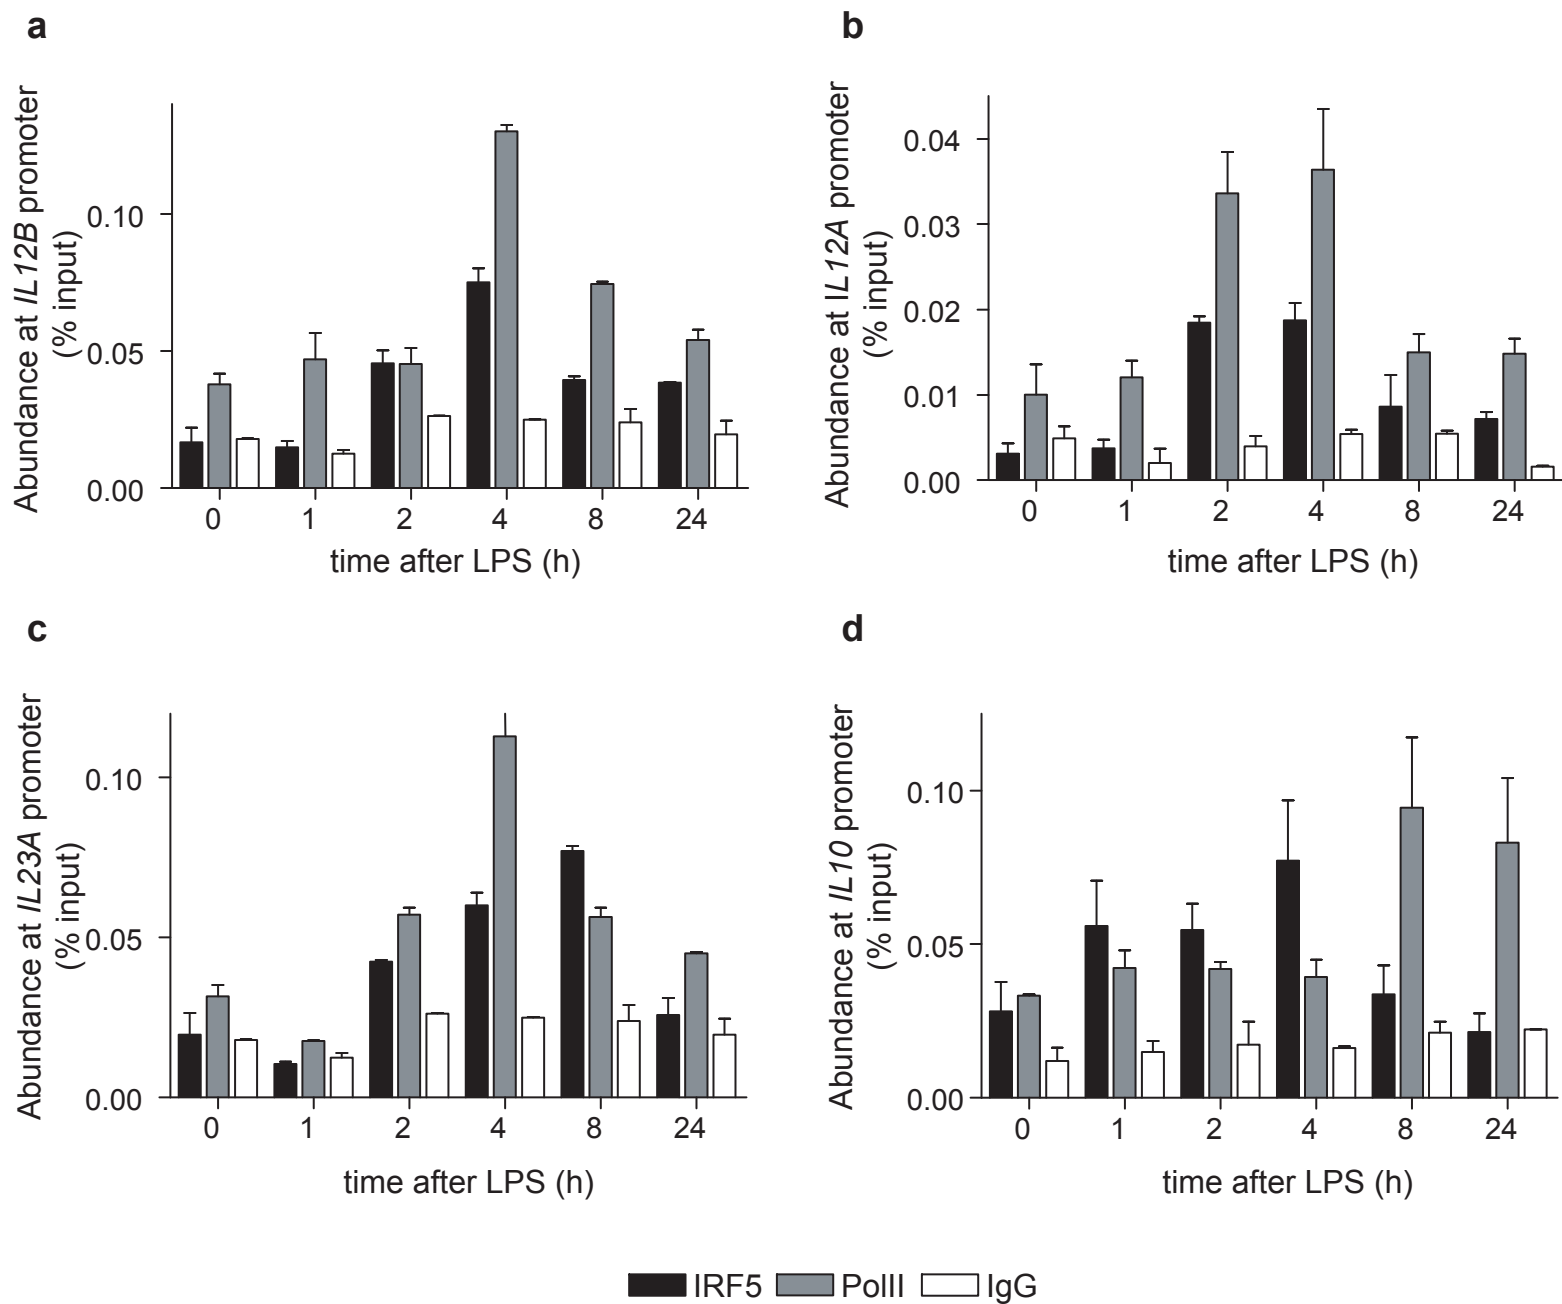 a
Abundance at IL12B promoter
(% input)
0.10
0.05
0.00
0 1 2 4 8 24
time after LPS (h)
b
Abundance at IL12A promoter
(% input)
0.04
0.03
0.02
0.01
0.00
0 1 2 4 8 24
time after LPS (h)
c
Abundance at IL23A promoter
(% input)
0.10
0.05
0.00
0 1 2 4 8 24
time after LPS (h)
d
Abundance at IL10 promoter
(% input)
0.10
0.05
0.00
0 1 2 4 8 24
time after LPS (h)
IRF5 PolII IgG